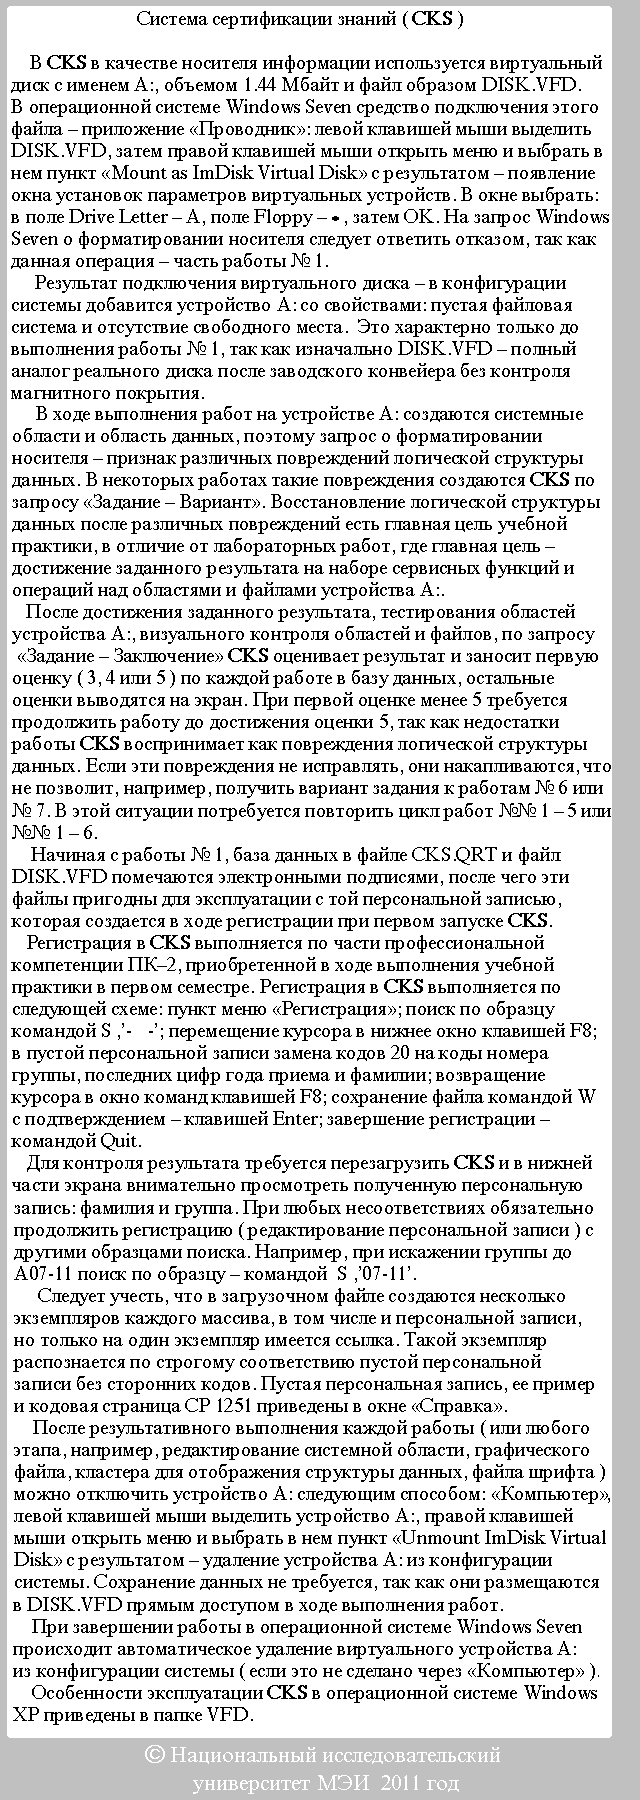 Система сертификации знаний ( CKS )
В CKS в качестве носителя информации используется виртуальный
диск с именем A:, объемом 1.44 Мбайт и файл образом DISK.VFD.
В операционной системе Windows Seven средство подключения этого
файла – приложение «Проводник»: левой клавишей мыши выделить
DISK.VFD, затем правой клавишей мыши открыть меню и выбрать в
нем пункт «Mount as ImDisk Virtual Disk» с результатом – появление
окна установок параметров виртуальных устройств. В окне выбрать:
в поле Drive Letter – A, поле Floppy – • , затем OK. На запрос Windows
Seven о форматировании носителя следует ответить отказом, так как
данная операция – часть работы № 1.
Результат подключения виртуального диска – в конфигурации
системы добавится устройство A: со свойствами: пустая файловая
система и отсутствие свободного места. Это характерно только до
выполнения работы № 1, так как изначально DISK.VFD – полный
аналог реального диска после заводского конвейера без контроля
магнитного покрытия.
В ходе выполнения работ на устройстве A: создаются системные
области и область данных, поэтому запрос о форматировании
носителя – признак различных повреждений логической структуры
данных. В некоторых работах такие повреждения создаются CKS по
запросу «Задание – Вариант». Восстановление логической структуры
данных после различных повреждений есть главная цель учебной
практики, в отличие от лабораторных работ, где главная цель –
достижение заданного результата на наборе сервисных функций и
операций над областями и файлами устройства A:.
После достижения заданного результата, тестирования областей
устройства A:, визуального контроля областей и файлов, по запросу
«Задание – Заключение» CKS оценивает результат и заносит первую
оценку ( 3, 4 или 5 ) по каждой работе в базу данных, остальные
оценки выводятся на экран. При первой оценке менее 5 требуется
продолжить работу до достижения оценки 5, так как недостатки
работы CKS воспринимает как повреждения логической структуры
данных. Если эти повреждения не исправлять, они накапливаются, что
не позволит, например, получить вариант задания к работам № 6 или
№ 7. В этой ситуации потребуется повторить цикл работ №№ 1 – 5 или
№№ 1 – 6.
Начиная с работы № 1, база данных в файле CKS.QRT и файл
DISK.VFD помечаются электронными подписями, после чего эти
файлы пригодны для эксплуатации с той персональной записью,
которая создается в ходе регистрации при первом запуске CKS.
Регистрация в CKS выполняется по части профессиональной
компетенции ПК–2, приобретенной в ходе выполнения учебной
практики в первом семестре. Регистрация в CKS выполняется по
следующей схеме: пункт меню «Регистрация»; поиск по образцу
командой S ,'-   -'; перемещение курсора в нижнее окно клавишей F8;
в пустой персональной записи замена кодов 20 на коды номера
группы, последних цифр года приема и фамилии; возвращение
курсора в окно команд клавишей F8; сохранение файла командой W
с подтверждением – клавишей Enter; завершение регистрации –
командой Quit.
Для контроля результата требуется перезагрузить CKS и в нижней
части экрана внимательно просмотреть полученную персональную
запись: фамилия и группа. При любых несоответствиях обязательно
продолжить регистрацию ( редактирование персональной записи ) с
другими образцами поиска. Например, при искажении группы до
A07-11 поиск по образцу – командой S ,'07-11'.
Следует учесть, что в загрузочном файле создаются несколько
экземпляров каждого массива, в том числе и персональной записи,
но только на один экземпляр имеется ссылка. Такой экземпляр
распознается по строгому соответствию пустой персональной
записи без сторонних кодов. Пустая персональная запись, ее пример
и кодовая страница CP 1251 приведены в окне «Справка».
После результативного выполнения каждой работы ( или любого
этапа, например, редактирование системной области, графического
файла, кластера для отображения структуры данных, файла шрифта )
можно отключить устройство A: следующим способом: «Компьютер»,
левой клавишей мыши выделить устройство A:, правой клавишей
мыши открыть меню и выбрать в нем пункт «Unmount ImDisk Virtual
Disk» с результатом – удаление устройства A: из конфигурации
системы. Сохранение данных не требуется, так как они размещаются
в DISK.VFD прямым доступом в ходе выполнения работ.
При завершении работы в операционной системе Windows Seven
происходит автоматическое удаление виртуального устройства A:
из конфигурации системы ( если это не сделано через «Компьютер» ).
Особенности эксплуатации CKS в операционной системе Windows
XP приведены в папке VFD.
© Национальный исследовательский
университет МЭИ 2011 год